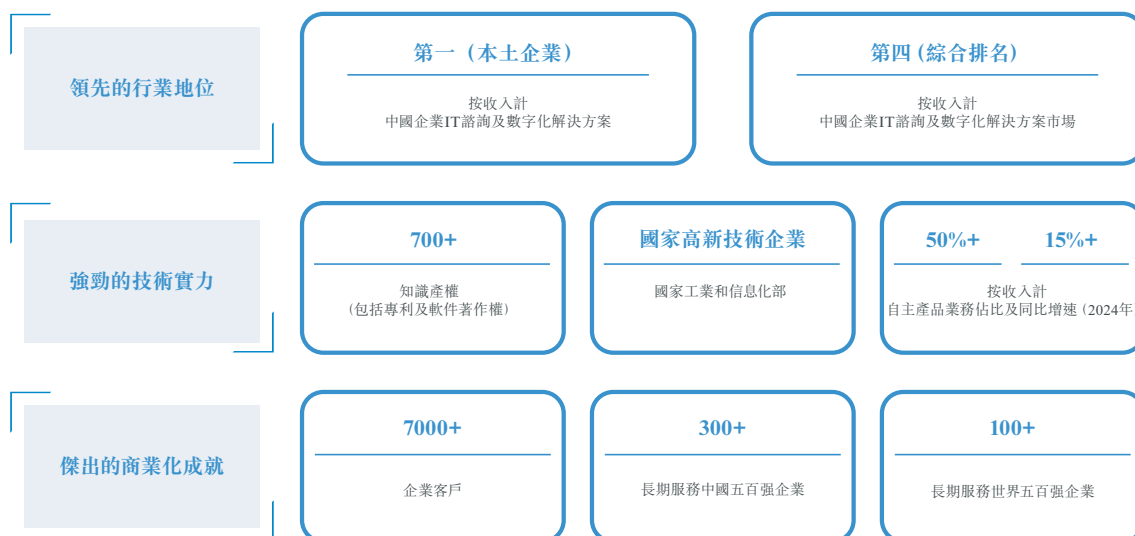 領先的行業地位
第一（本土企業）
按收入計
中國企業IT諮詢及數字化解決方案
第四（綜合排名）
按收入計
中國企業IT諮詢及數字化解決方案市場
強勁的技術實力
700+
知識產權
（包括專利及軟件著作權）
國家高新技術企業
國家工業和信息化部
50%+ 15%+
按收入計
自主產品業務佔比及同比增速（2024年
傑出的商業化成就
7000+
企業客戶
300+
長期服務中國五百强企業
100+
長期服務世界五百强企業